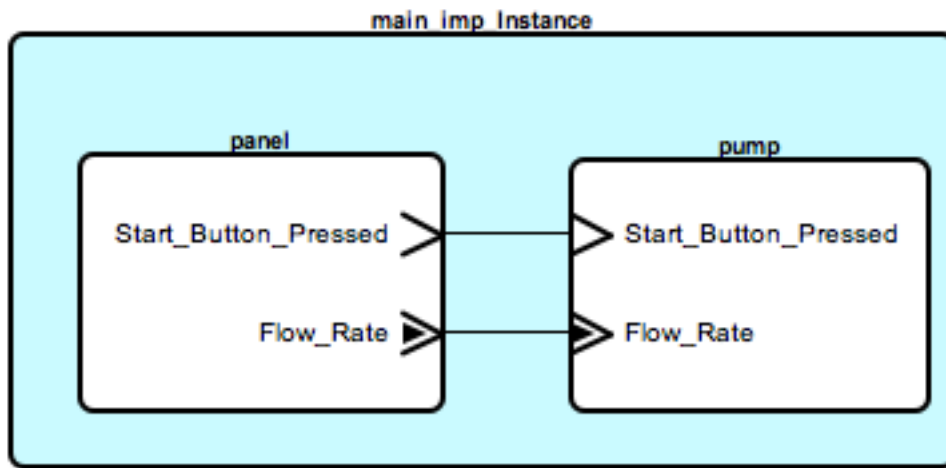 main_imp_Instance
panel
pump
Start_Button_Pressed
Start_Button_Pressed
Flow_Rate
Flow_Rate